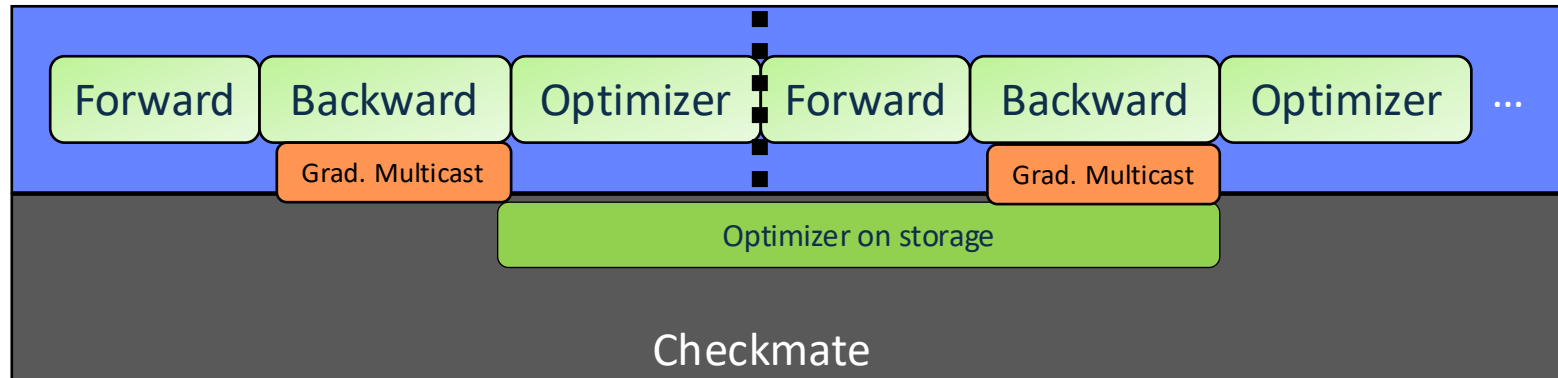 Forward Backward Optimizer Forward Backward Optimizer ...
Grad. Multicast Grad. Multicast
Optimizer on storage
Checkmate